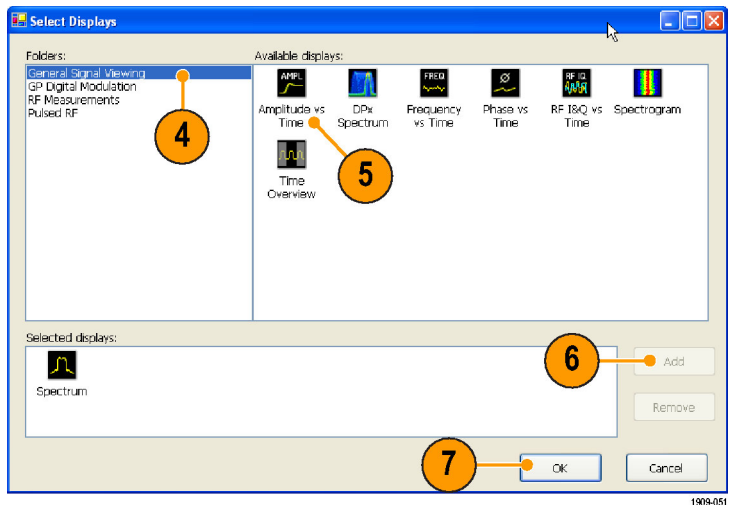 Select Displays
Folders:
General Signal Viewing
GP Digital Modulation
RF Measurements
Pulsed RF
4
Available displays:
AMPL
Amplitude vs
Time
DPx
Spectrum
FREQ
Frequency
vs Time
Ø
Phase vs
Time
RF IQ
RF I&Q vs
Time
Spectrogram
Time
Overview
5
Selected displays:
Spectrum
6
Add
Remove
7
OK
Cancel
1909-051